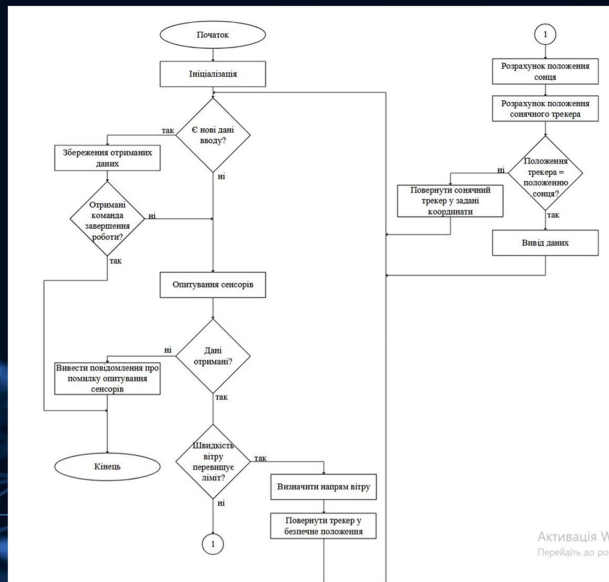 Початок
Ініціалізація
Є нові дані
вводу?
так
ні
Збереження отриманих
даних
Отримані
команда
завершення
роботи?
ні
так
Опитування сенсорів
Дані
отримані?
ні
так
Вивести повідомлення про
помилку опитування
сенсорів
Кінець
Швидкість
вітру
перевищує
ліміт?
так
ні
1
Визначити напрям вітру
Повернути трекер у
безпечне положення
1
Розрахунок положення
сонця
Розрахунок положення
сонячного трекера
Положення
трекера =
положенню
сонця?
ні
так
Повернути сонячний
трекер у задані
координати
Вивід даних
Активація W
Перейдіть до ро